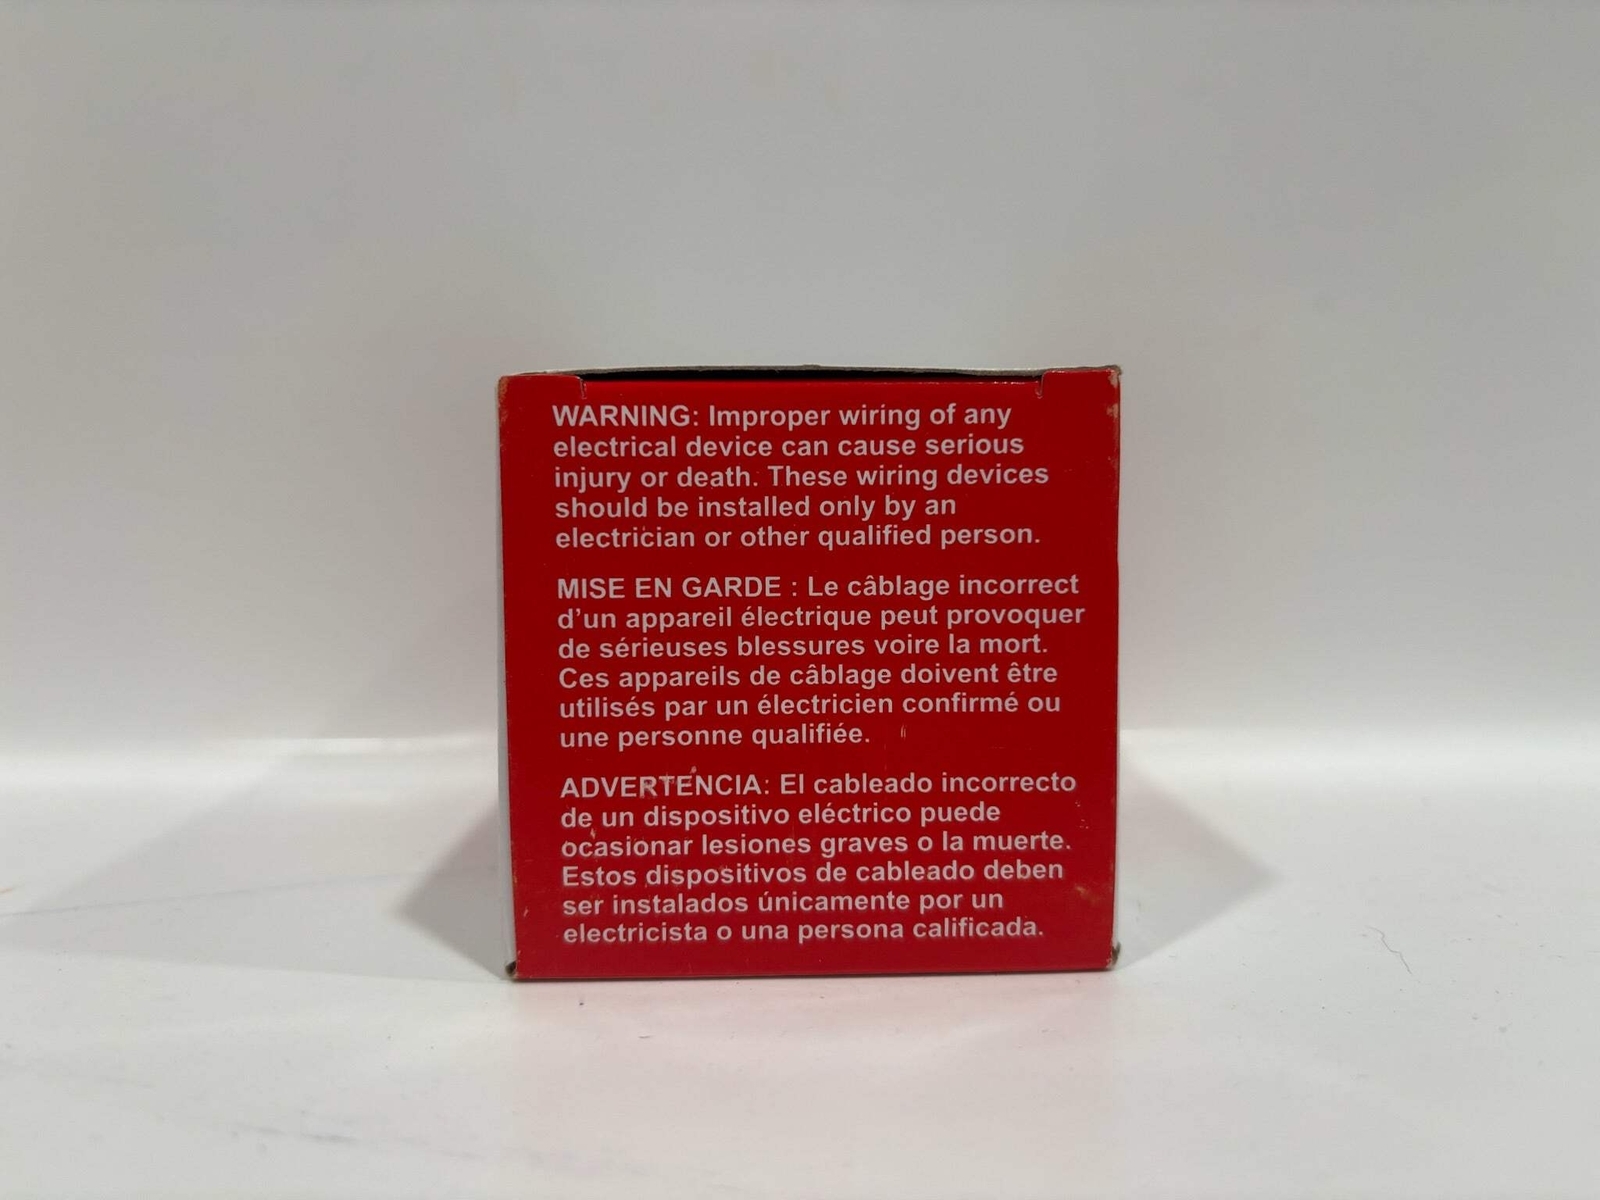 WARNING: Improper wiring of any
electrical device can cause serious
injury or death. These wiring devices
should be installed only by an
electrician or other qualified person.
MISE EN GARDE : Le câblage incorrect
d'un appareil électrique peut provoquer
de sérieuses blessures voire la mort.
Ces appareils de câblage doivent être
utilisés par un électricien confirmé ou
une personne qualifiée.
ADVERTENCIA: El cableado incorrecto
de un dispositivo eléctrico puede
ocasionar lesiones graves o la muerte.
Estos dispositivos de cableado deben
ser instalados únicamente por un
electricista o una persona calificada.